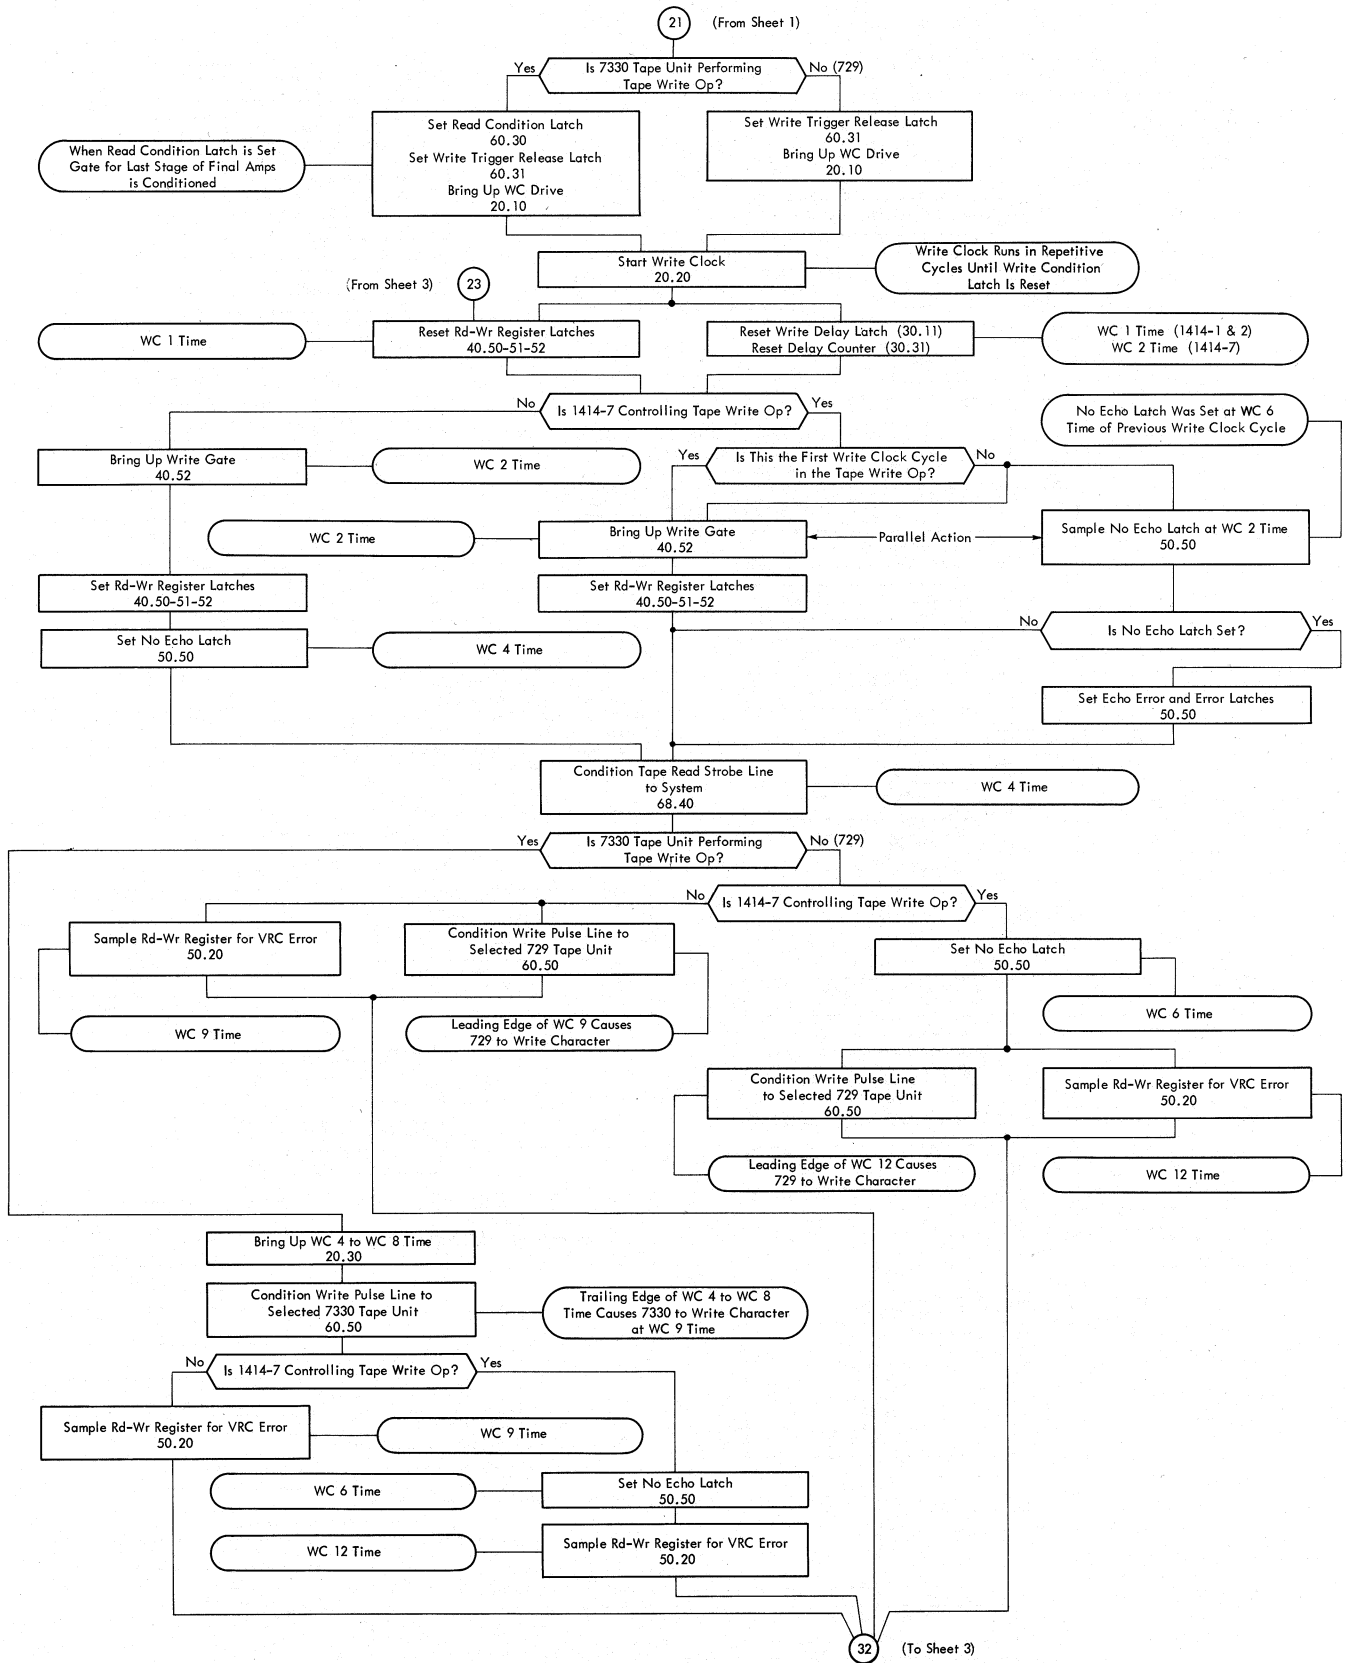 21
(From Sheet 1)
Yes
Is 7330 Tape Unit Performing
Tape Write Op?
No (729)
Set Read Condition Latch
60.30
Set Write Trigger Release Latch
60.31
Bring Up WC Drive
20.10
Set Write Trigger Release Latch
60.31
Bring Up WC Drive
20.10
When Read Condition Latch is Set
Gate for Last Stage of Final Amps
is Conditioned
Start Write Clock
20.20
Write Clock Runs in Repetitive
Cycles Until Write Condition
Latch Is Reset
(From Sheet 3)
23
WC 1 Time
Reset Rd-Wr Register Latches
40.50-51-52
Reset Write Delay Latch (30.11)
Reset Delay Counter (30.31)
WC 1 Time (1414-1 & 2)
WC 2 Time (1414-7)
No
Is 1414-7 Controlling Tape Write Op?
Yes
No Echo Latch Was Set at WC 6
Time of Previous Write Clock Cycle
Bring Up Write Gate
40.52
WC 2 Time
Yes
Is This the First Write Clock Cycle
in the Tape Write Op?
No
WC 2 Time
Bring Up Write Gate
40.52
Parallel Action
Sample No Echo Latch at WC 2 Time
50.50
Set Rd-Wr Register Latches
40.50-51-52
Set Rd-Wr Register Latches
40.50-51-52
Set No Echo Latch
50.50
WC 4 Time
No
Is No Echo Latch Set?
Yes
Set Echo Error and Error Latches
50.50
Condition Tape Read Strobe Line
to System
68.40
WC 4 Time
Yes
Is 7330 Tape Unit Performing
Tape Write Op?
No (729)
No
Is 1414-7 Controlling Tape Write Op?
Yes
Sample Rd-Wr Register for VRC Error
50.20
Condition Write Pulse Line to
Selected 729 Tape Unit
60.50
Set No Echo Latch
50.50
WC 9 Time
Leading Edge of WC 9 Causes
729 to Write Character
WC 6 Time
Condition Write Pulse Line
to Selected 729 Tape Unit
60.50
Sample Rd-Wr Register for VRC Error
50.20
Leading Edge of WC 12 Causes
729 to Write Character
WC 12 Time
Bring Up WC 4 to WC 8 Time
20.30
Condition Write Pulse Line to
Selected 7330 Tape Unit
60.50
Trailing Edge of WC 4 to WC 8
Time Causes 7330 to Write Character
at WC 9 Time
No
Is 1414-7 Controlling Tape Write Op?
Yes
Sample Rd-Wr Register for VRC Error
50.20
WC 9 Time
WC 6 Time
Set No Echo Latch
50.50
WC 12 Time
Sample Rd-Wr Register for VRC Error
50.20
32
(To Sheet 3)